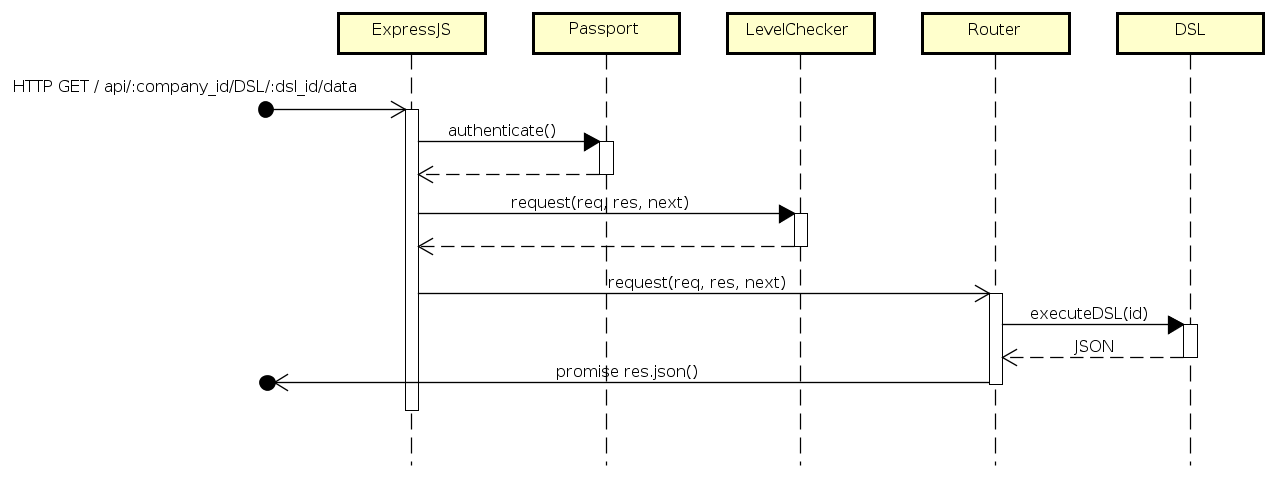 ExpressJS
Passport
LevelChecker
Router
DSL
HTTP GET / api/:company_id/DSL/:dsl_id/data
authenticate()
request(req, res, next)
request(req, res, next)
executeDSL(id)
JSON
promise res.json()